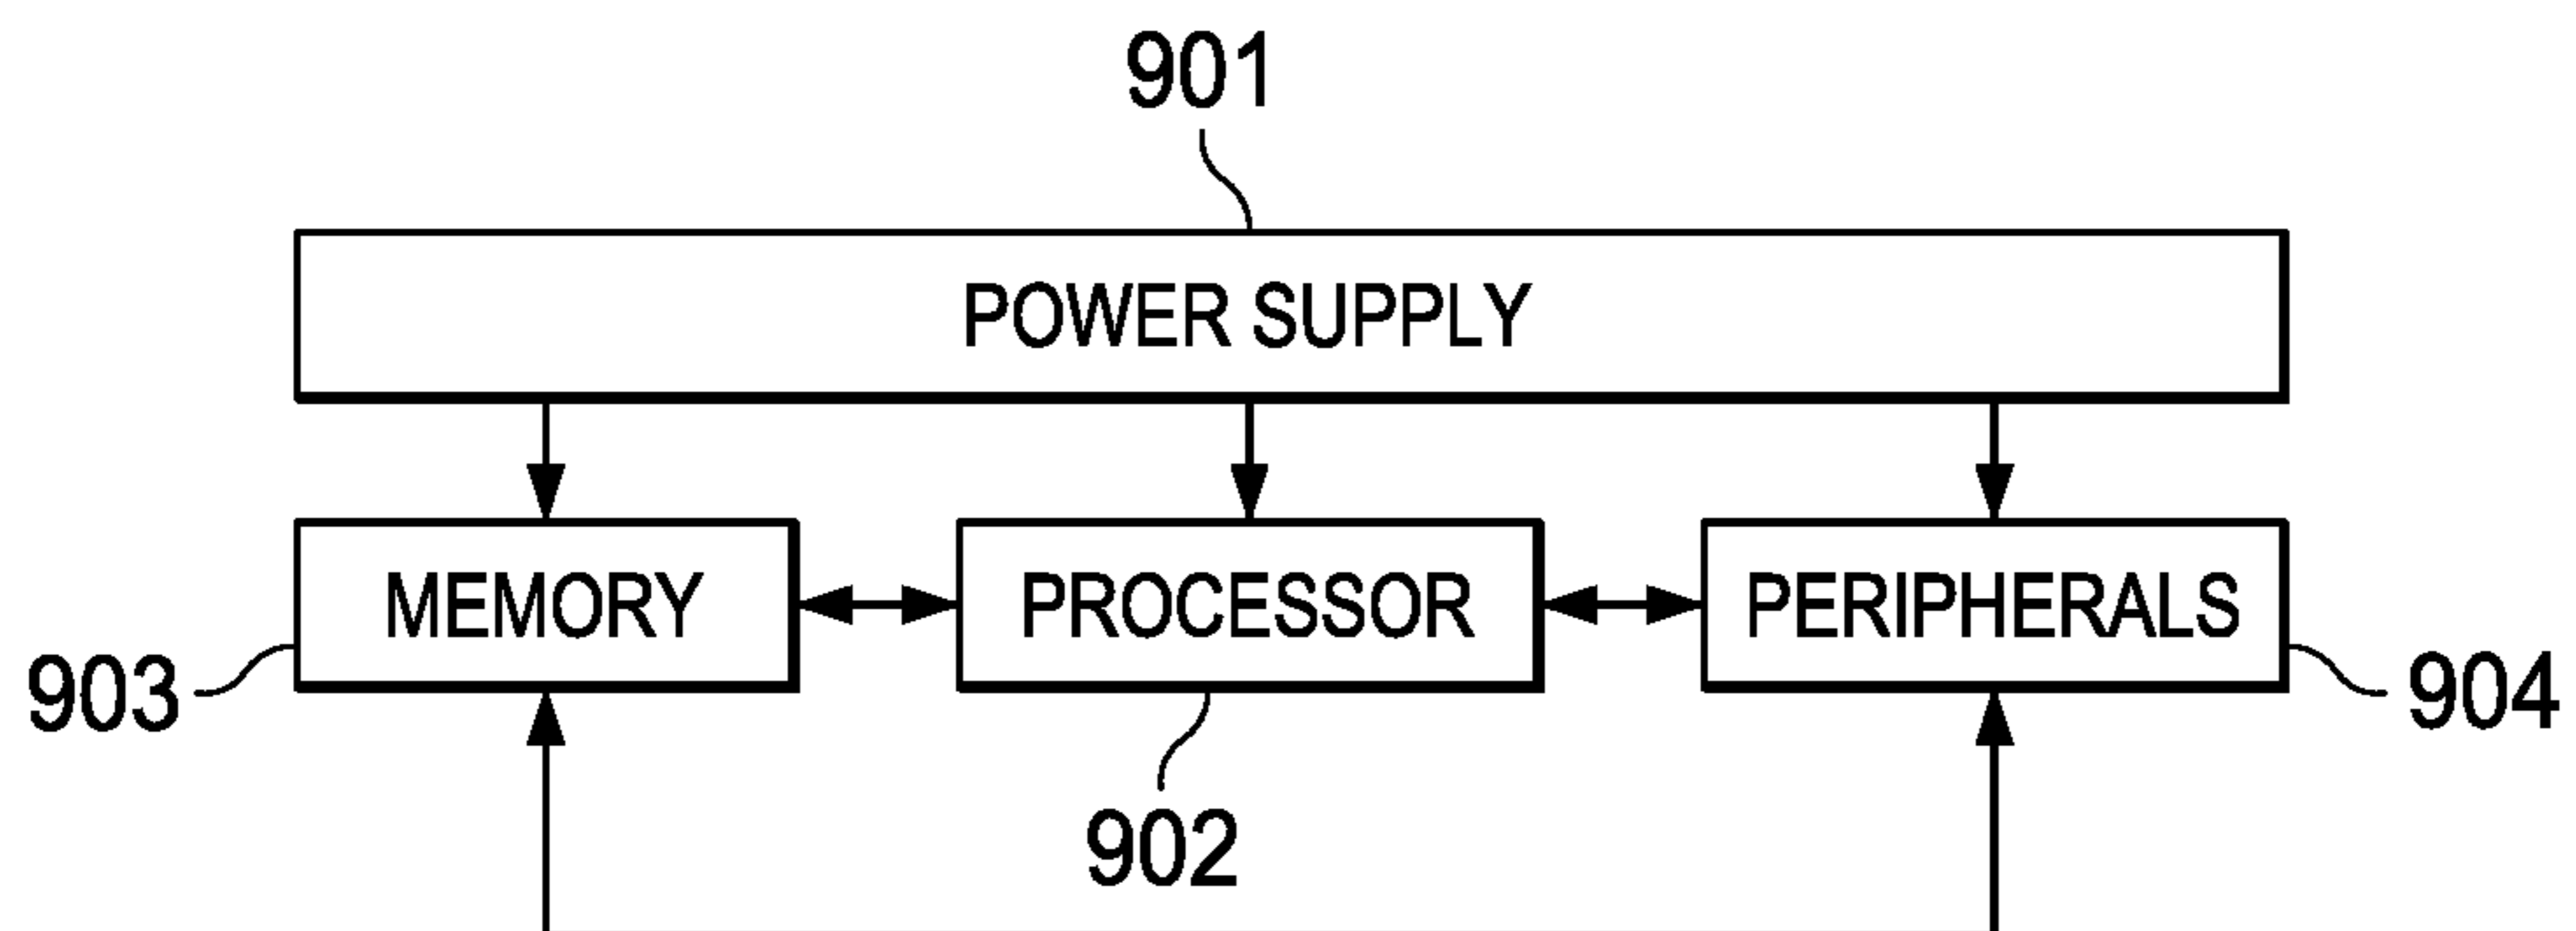 901
POWER SUPPLY
MEMORY
PROCESSOR
PERIPHERALS
903
904
902